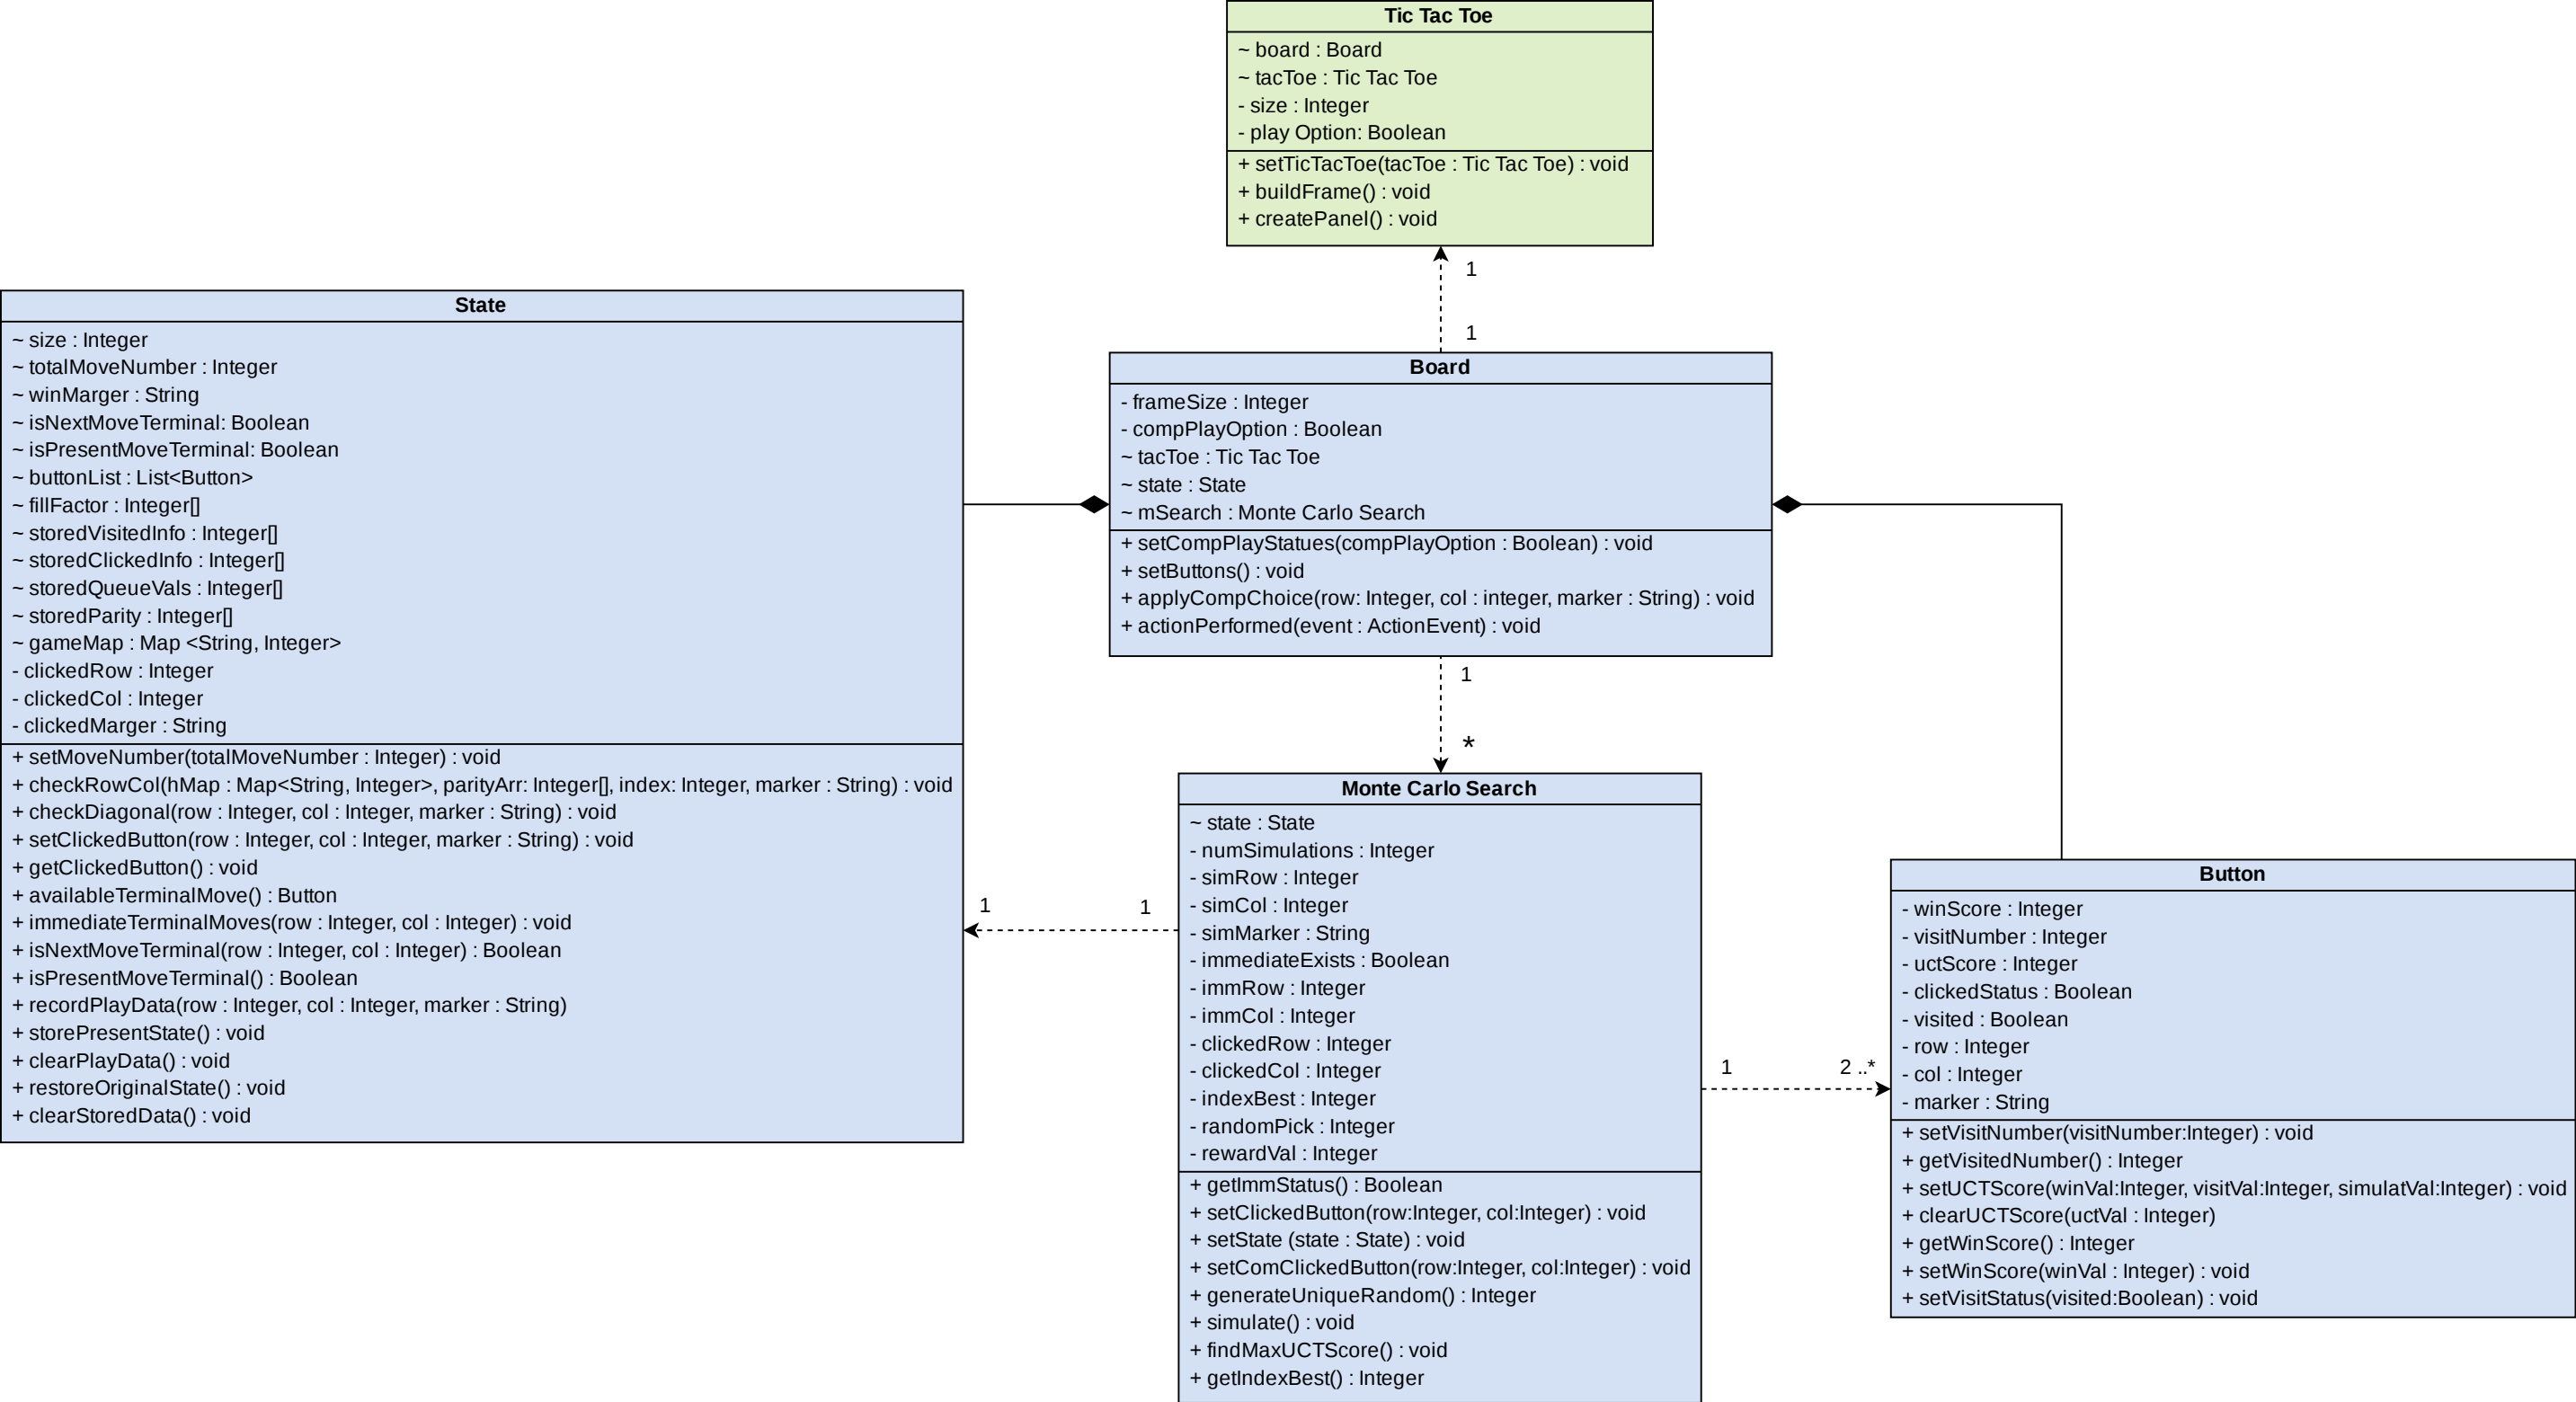 Tic Tac Toe
~ board : Board
~ tacToe : Tic Tac Toe
- size : Integer
- play Option: Boolean
+ setTicTacToe(tacToe : Tic Tac Toe) : void
+ buildFrame() : void
+ createPanel() : void
1
1
State
~ size : Integer
~ totalMoveNumber : Integer
~ winMarger : String
~ isNextMoveTerminal: Boolean
~ isPresentMoveTerminal: Boolean
~ buttonList : List<Button>
~ fillFactor : Integer[]
~ storedVisitedInfo : Integer[]
~ storedClickedInfo : Integer[]
~ storedQueueVals : Integer[]
~ storedParity : Integer[]
~ gameMap : Map <String, Integer>
- clickedRow : Integer
- clickedCol : Integer
- clickedMarger : String
+ setMoveNumber(totalMoveNumber : Integer) : void
+ checkRowCol(hMap : Map<String, Integer>, parityArr: Integer[], index: Integer, marker : String) : void
+ checkDiagonal(row : Integer, col : Integer, marker : String) : void
+ setClickedButton(row : Integer, col : Integer, marker : String) : void
+ getClickedButton() : void
+ availableTerminalMove() : Button
+ immediateTerminalMoves(row : Integer, col : Integer) : void
+ isNextMoveTerminal(row : Integer, col : Integer) : Boolean
+ isPresentMoveTerminal() : Boolean
+ recordPlayData(row : Integer, col : Integer, marker : String)
+ storePresentState() : void
+ clearPlayData() : void
+ restoreOriginalState() : void
+ clearStoredData() : void
Board
- frameSize : Integer
- compPlayOption : Boolean
~ tacToe : Tic Tac Toe
~ state : State
~ mSearch : Monte Carlo Search
+ setCompPlayStatues(compPlayOption : Boolean) : void
+ setButtons() : void
+ applyCompChoice(row: Integer, col : integer, marker : String) : void
+ actionPerformed(event : ActionEvent) : void
1
*
1
1
Monte Carlo Search
~ state : State
- numSimulations : Integer
- simRow : Integer
- simCol : Integer
- simMarker : String
- immediateExists : Boolean
- immRow : Integer
- immCol : Integer
- clickedRow : Integer
- clickedCol : Integer
- indexBest : Integer
- randomPick : Integer
- rewardVal : Integer
+ getImmStatus() : Boolean
+ setClickedButton(row:Integer, col:Integer) : void
+ setState (state : State) : void
+ setComClickedButton(row:Integer, col:Integer) : void
+ generateUniqueRandom() : Integer
+ simulate() : void
+ findMaxUCTScore() : void
+ getIndexBest() : Integer
1
2 ..*
Button
- winScore : Integer
- visitNumber : Integer
- uctScore : Integer
- clickedStatus : Boolean
- visited : Boolean
- row : Integer
- col : Integer
- marker : String
+ setVisitNumber(visitNumber:Integer) : void
+ getVisitedNumber() : Integer
+ setUCTScore(winVal:Integer, visitVal:Integer, simulatVal:Integer) : void
+ clearUCTScore(uctVal : Integer)
+ getWinScore() : Integer
+ setWinScore(winVal : Integer) : void
+ setVisitStatus(visited:Boolean) : void